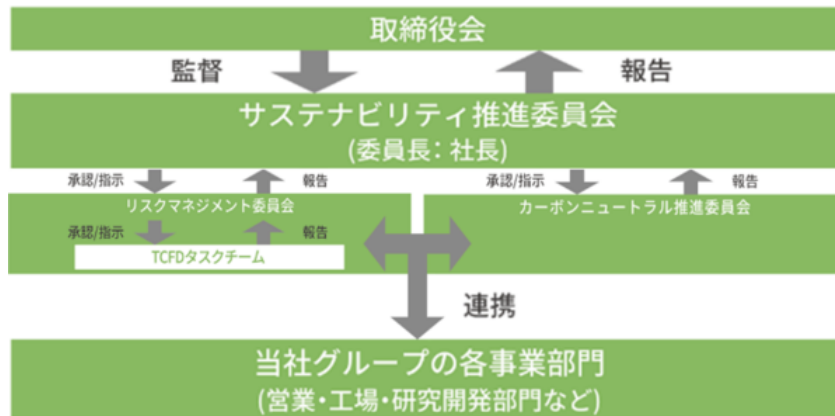 取締役会
監督
報告
サステナビリティ推進委員会
(委員長：社長)
承認/指示
報告
承認/指示
報告
リスクマネジメント委員会
カーボンニュートラル推進委員会
承認/指示
報告
TCFDタスクチーム
連携
当社グループの各事業部門
(営業・工場・研究開発部門など)